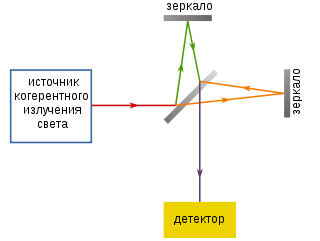 зеркало
источник
когерентного
излучения
света
зеркало
детектор